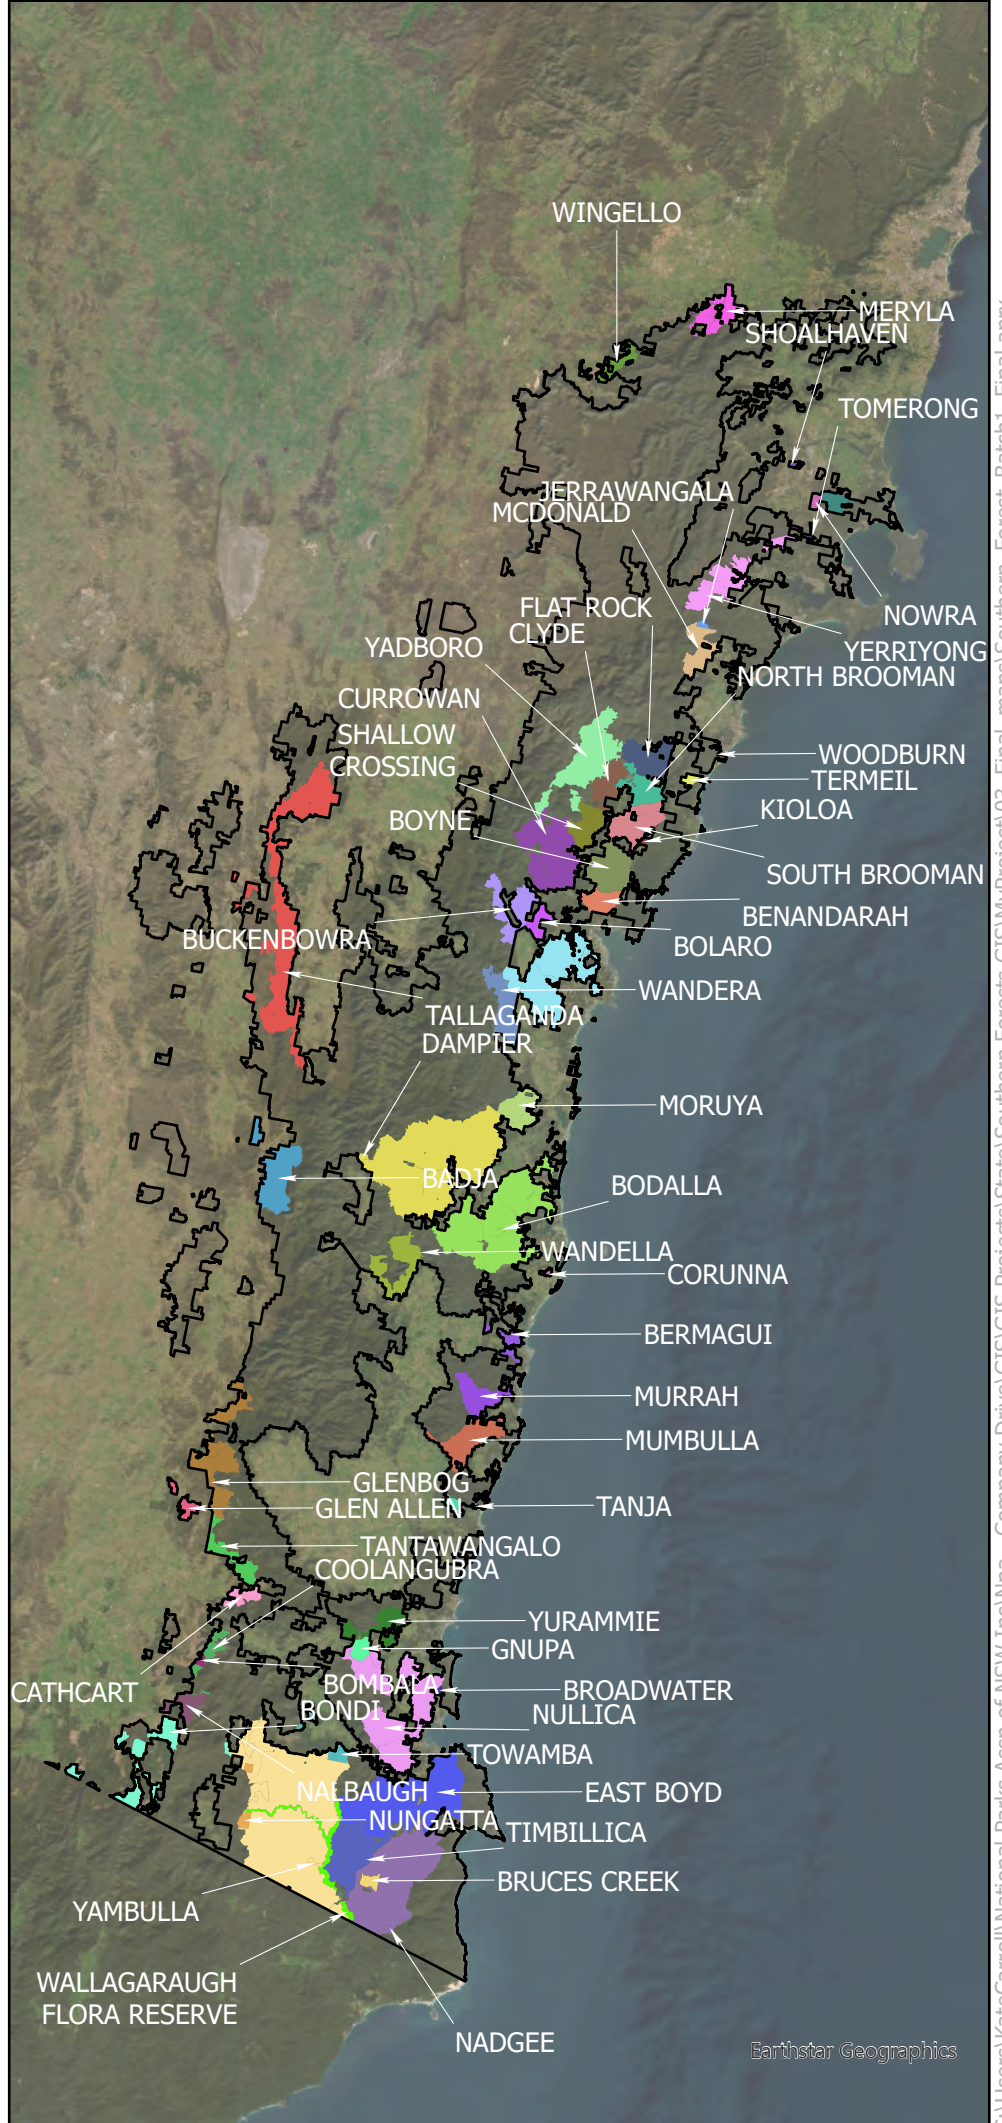 WINGELLO
MERYLA
SHOALHAVEN
TOMERONG
JERRAWANGALA
MCDONALD
FLAT ROCK
NOWRA
CLYDE
YADBORO
YERRIYONG
NORTH BROOMAN
CURROWAN
SHALLOW
CROSSING
WOODBURN
TERMEIL
KIOLOA
BOYNE
SOUTH BROOMAN
BENANDARAH
BUCKENBOWRA
BOLARO
WANDERA
TALLAGANDA
DAMPIER
MORUYA
BADJA
BODALLA
WANDELLA
CORUNNA
BERMAGUI
MURRAH
MUMBULLA
GLENBOG
GLEN ALLEN
TANJA
TANTAWANGALO
COOLANGUBRA
YURAMMIE
GNUPA
BOMBALA
CATHCART
BROADWATER
BONDI
NULLICA
TOWAMBA
NALBAUGH
EAST BOYD
NUNGATTA
TIMBILLICA
BRUCES CREEK
YAMBULLA
WALLAGARAUGH
FLORA RESERVE
NADGEE
Earthstar Geographics